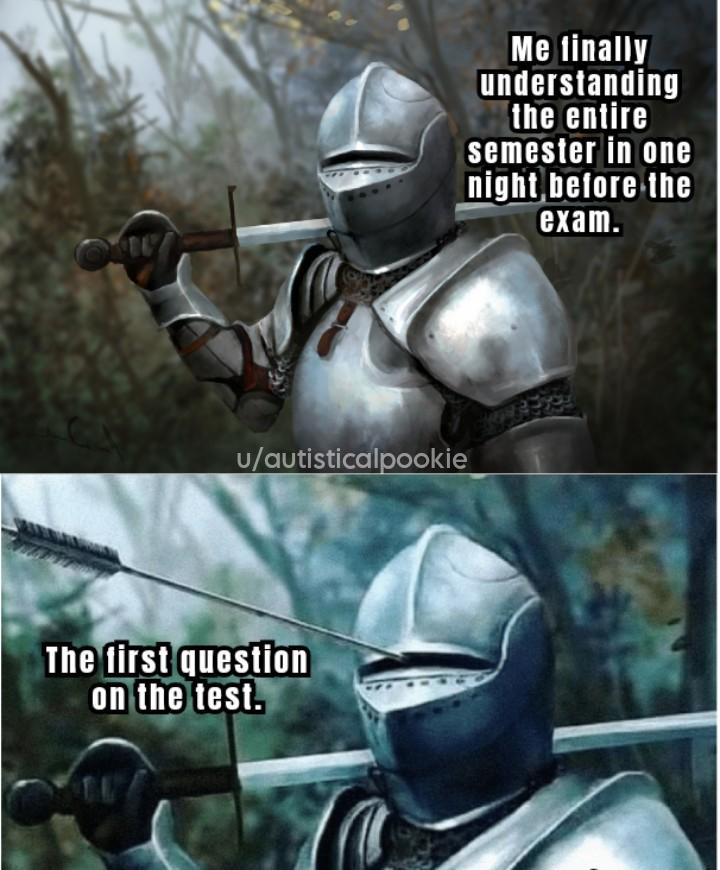 Me finally
understanding
the entire
semester in one
night before the
exam.
u/autisticalpookie
The first question
on the test.